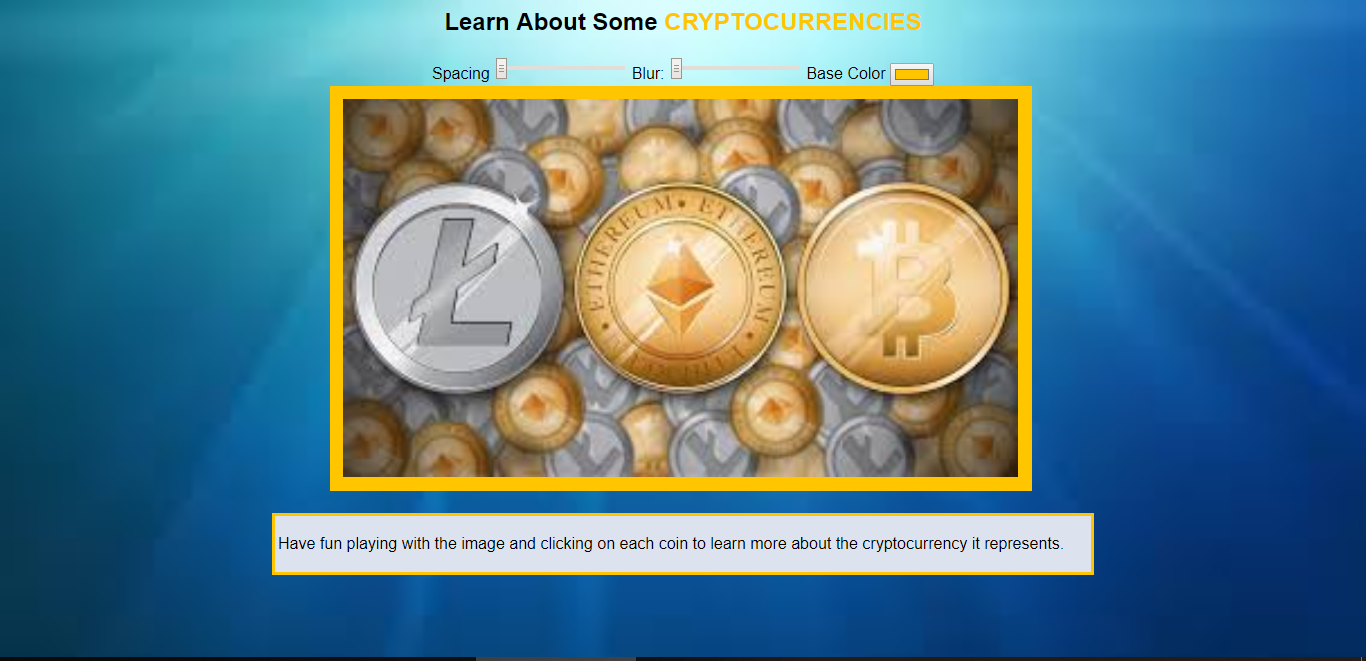 Learn About Some CRYPTOCURRENCIES
Spacing Blur: Base Color
ETHEREUM • ETHEREUM
Have fun playing with the image and clicking on each coin to learn more about the cryptocurrency it represents.